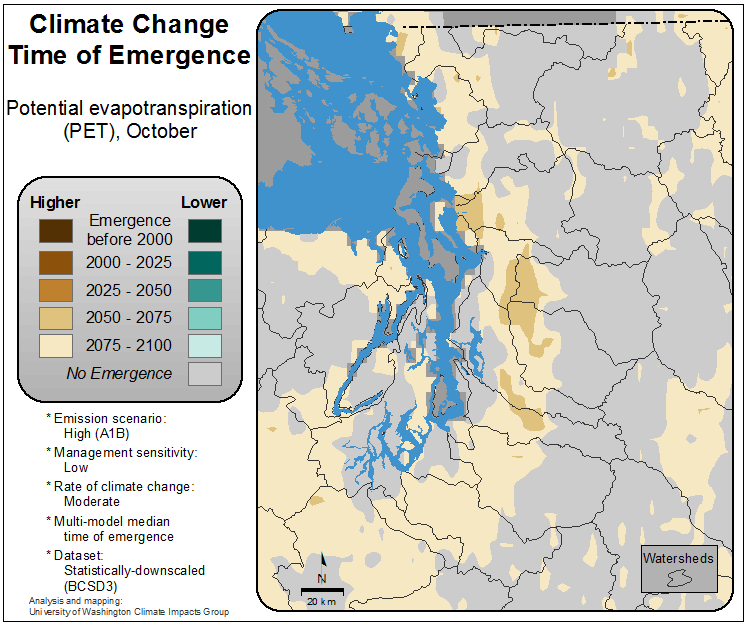 Climate Change
Time of Emergence
Potential evapotranspiration
(PET), October
Higher
Lower
Emergence
before 2000
2000 - 2025
2025 - 2050
2050 - 2075
2075 - 2100
No Emergence
* Emission scenario:
High (A1B)
* Management sensitivity:
Low
* Rate of climate change:
Moderate
* Multi-model median
time of emergence
* Dataset:
Statistically-downscaled
(BCSD3)
Analysis and mapping:
University of Washington Climate Impacts Group
N
20 km
Watersheds